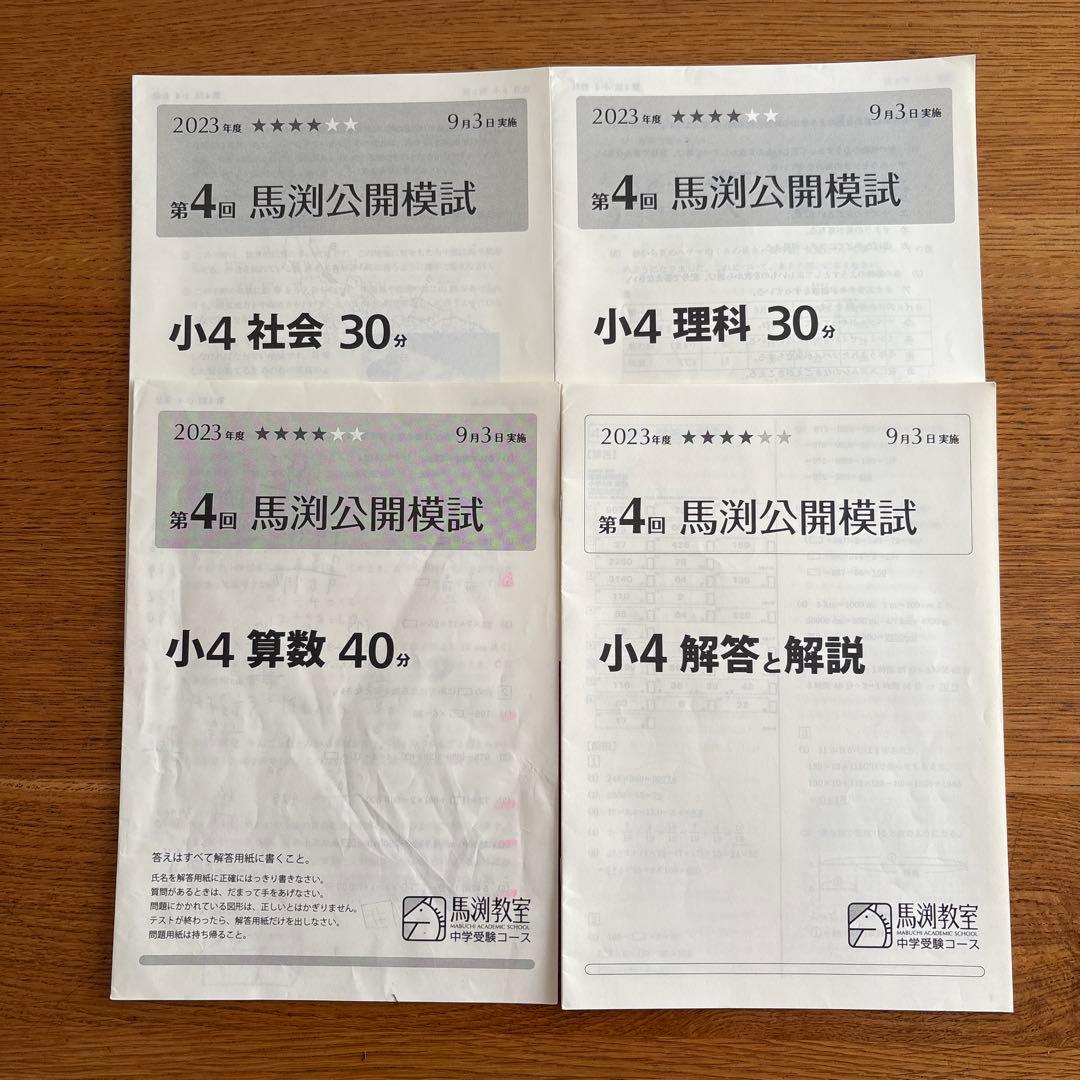 2023年度 ★★★★★★ 9月3日実施
第4回 馬渕公開模試
小4 社会 30分
2023年度 ★★★★★★ 9月3日実施
第4回 馬渕公開模試
小4 理科 30分
2023年度 ★★★★★★ 9月3日実施
第4回 馬渕公開模試
小4 算数 40分
答えはすべて解答用紙に書くこと。
氏名を解答用紙に正確にはっきり書きなさい。
質問があるときは、だまって手をあげなさい。
問題にかかれている図形は、正しいとはかぎりません。
テストが終わったら、解答用紙だけを出しなさい。
問題用紙は持ち帰ること。
馬渕教室
MABUCHI ACADEMIC SCHOOL
中学受験コース
2023年度 ★★★★★★ 9月3日実施
第4回 馬渕公開模試
小4 解答と解説
馬渕教室
MABUCHI ACADEMIC SCHOOL
中学受験コース